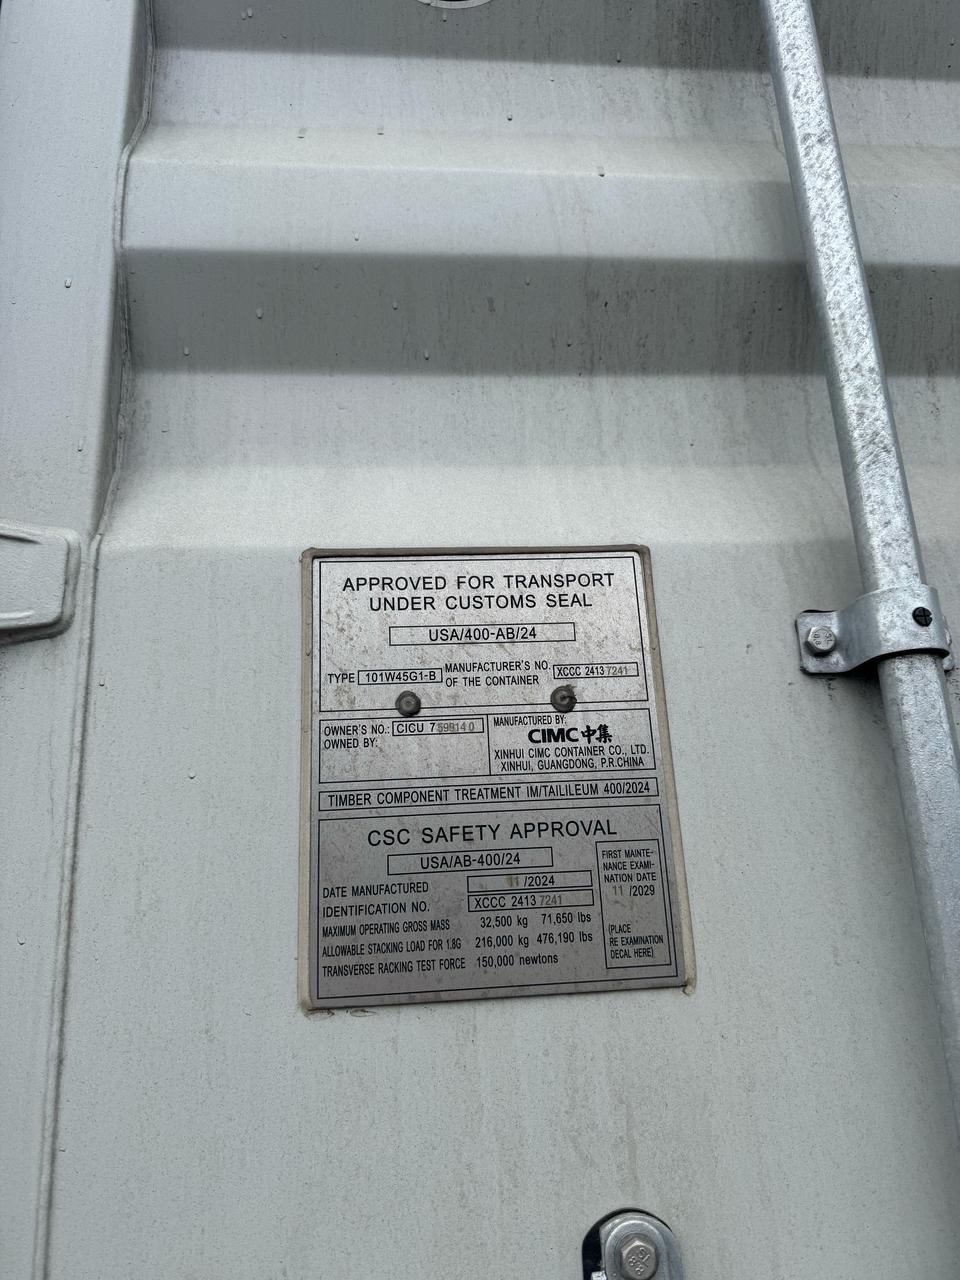 APPROVED FOR TRANSPORT
UNDER CUSTOMS SEAL
USA/400-AB/24
TYPE 101W45G1-B MANUFACTURER'S NO. OF THE CONTAINER XCCC 2413 7241
OWNER'S NO.: CICU 7599140
OWNED BY:
MANUFACTURED BY:
CIMC中集
XINHUI CIMC CONTAINER CO., LTD.
XINHUI, GUANGDONG, P.R.CHINA
TIMBER COMPONENT TREATMENT IM/TAILILEUM 400/2024
CSC SAFETY APPROVAL
USA/AB-400/24
DATE MANUFACTURED 11 /2024
IDENTIFICATION NO. XCCC 2413 7241
MAXIMUM OPERATING GROSS MASS 32,500 kg 71,650 lbs
ALLOWABLE STACKING LOAD FOR 1.8G 216,000 kg 476,190 lbs
TRANSVERSE RACKING TEST FORCE 150,000 newtons
FIRST MAINTE-
NANCE EXAMI-
NATION DATE
11 /2029
(PLACE
RE EXAMINATION
DECAL HERE)